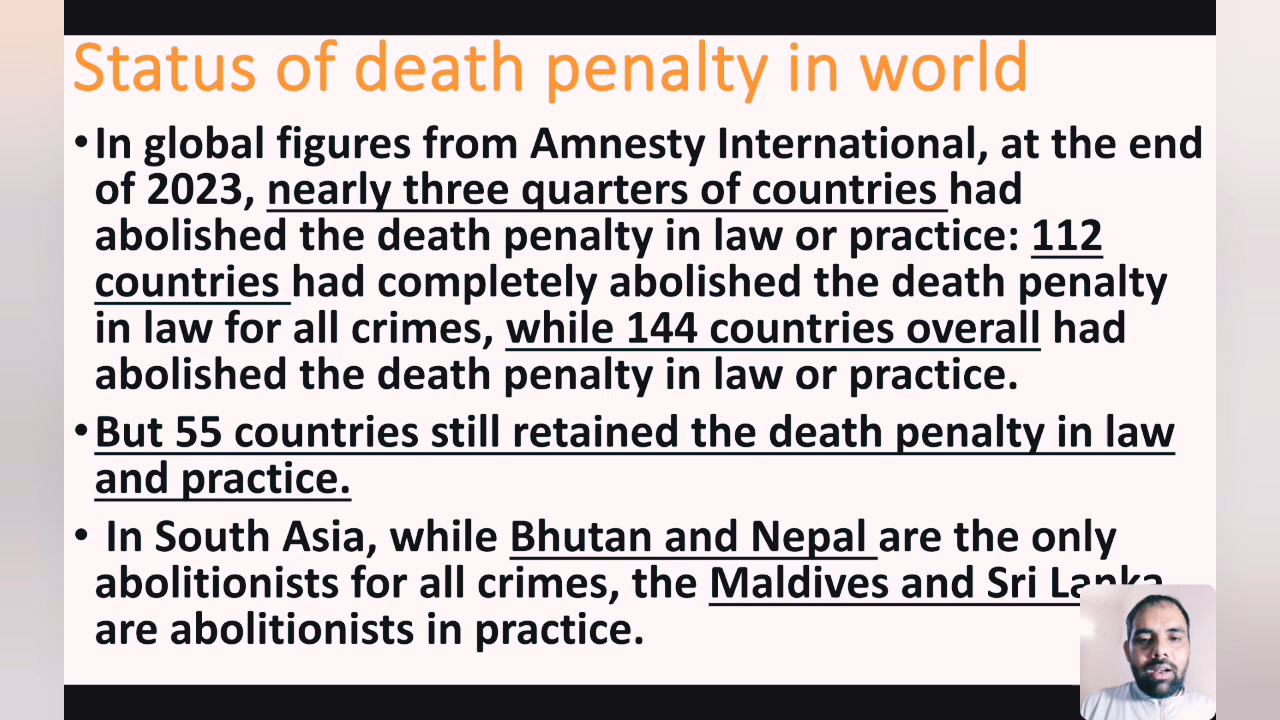 Status of death penalty in world
•In global figures from Amnesty International, at the end
of 2023, nearly three quarters of countries had
abolished the death penalty in law or practice: 112
countries had completely abolished the death penalty
in law for all crimes, while 144 countries overall had
abolished the death penalty in law or practice.
•But 55 countries still retained the death penalty in law
and practice.
• In South Asia, while Bhutan and Nepal are the only
abolitionists for all crimes, the Maldives and Sri Lanka
are abolitionists in practice.